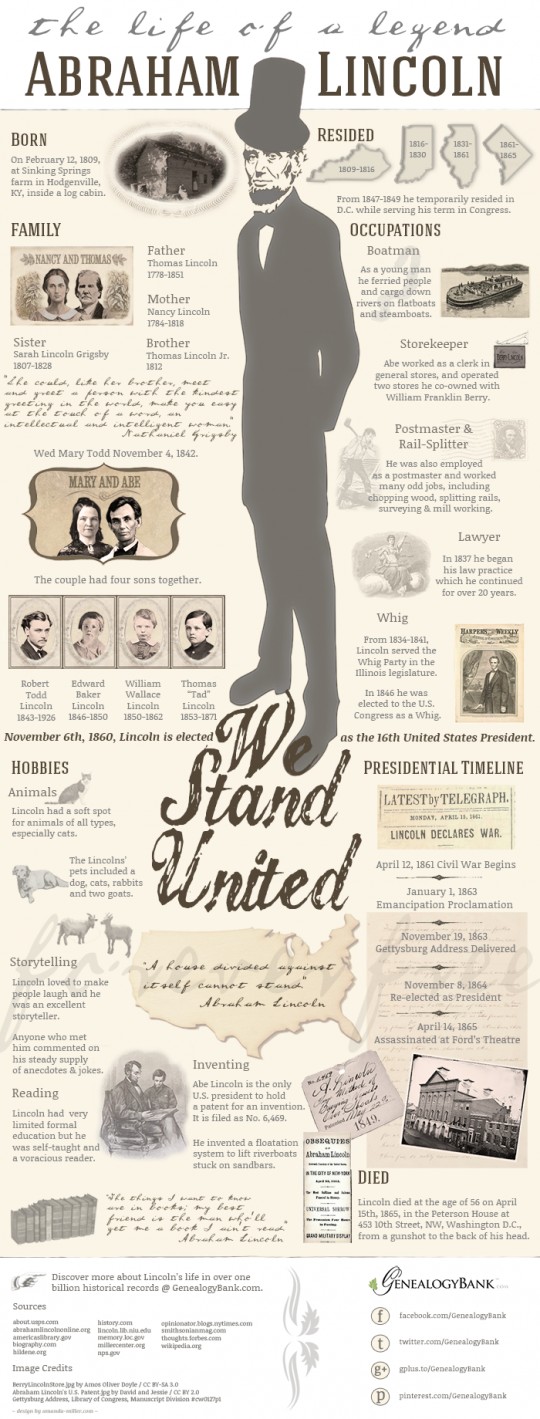 the life of a legend
ABRAHAM LINCOLN
BORN
On February 12, 1809,
at Sinking Springs
farm in Hodgenville,
KY, inside a log cabin.
RESIDED
1809-1816
1816-
1830
1831-
1861
1861-
1865
From 1847-1849 he temporarily resided in
D.C. while serving his term in Congress.
FAMILY
NANCY AND THOMAS
Father
Thomas Lincoln
1778-1851
Mother
Nancy Lincoln
1784-1818
Sister
Sarah Lincoln Grigsby
1807-1828
Brother
Thomas Lincoln Jr.
1812
"She could, like her brother, meet
and greet a person with the kindest
greeting in the world, make you easy
at the touch of a word, an
intellectual and intelligent woman"
Nathaniel Grigsby
Wed Mary Todd November 4, 1842.
MARY AND ABE
The couple had four sons together.
Robert
Todd
Lincoln
1843-1926
Edward
Baker
Lincoln
1846-1850
William
Wallace
Lincoln
1850-1862
Thomas
"Tad"
Lincoln
1853-1871
OCCUPATIONS
Boatman
As a young man
he ferried people
and cargo down
rivers on flatboats
and steamboats.
Storekeeper
Abe worked as a clerk in
general stores, and operated
two stores he co-owned with
William Franklin Berry.
Postmaster &
Rail-Splitter
He was also employed
as a postmaster and worked
many odd jobs, including
chopping wood, splitting rails,
surveying & mill working.
Lawyer
In 1837 he began
his law practice
which he continued
for over 20 years.
Whig
From 1834-1841,
Lincoln served the
Whig Party in the
Illinois legislature.
In 1846 he was
elected to the U.S.
Congress as a Whig.
HARPER'S WEEKLY
November 6th, 1860, Lincoln is elected as the 16th United States President.
We
Stand
United
HOBBIES
Animals
Lincoln had a soft spot
for animals of all types,
especially cats.
The Lincolns'
pets included a
dog, cats, rabbits
and two goats.
Storytelling
Lincoln loved to make
people laugh and he
was an excellent
storyteller.
Anyone who met
him commented on
his steady supply
of anecdotes & jokes.
Reading
Lincoln had very
limited formal
education but he
was self-taught and
a voracious reader.
"A house divided against
itself cannot stand"
Abraham Lincoln
Inventing
Abe Lincoln is the only
U.S. president to hold
a patent for an invention.
It is filed as No. 6,469.
He invented a floatation
system to lift riverboats
stuck on sandbars.
"The things I want to know
are in books; my best
friend is the man who'll
get me a book I ain't read"
Abraham Lincoln
PRESIDENTIAL TIMELINE
LATEST by TELEGRAPH.
MONDAY, APRIL 15, 1861.
LINCOLN DECLARES WAR.
April 12, 1861 Civil War Begins
January 1, 1863
Emancipation Proclamation
November 19, 1863
Gettysburg Address Delivered
November 8, 1864
Re-elected as President
April 14, 1865
Assassinated at Ford's Theatre
A. Lincoln
1849.
OBSEQUIES
Abraham Lincoln
IN THE CITY OF NEW YORK
UNIVERSAL SORROW
GRAND MILITARY DISPLAY
DIED
Lincoln died at the age of 56 on April
15th, 1865, in the Peterson House at
453 10th Street, NW, Washington D.C.,
from a gunshot to the back of his head.
Discover more about Lincoln's life in over one
billion historical records @ GenealogyBank.com.
Sources
about.usps.com
abrahamlincolnonline.org
americaslibrary.gov
biography.com
hildene.org
history.com
lincoln.lib.niu.edu
memory.loc.gov
millercenter.org
nps.gov
opinionator.blogs.nytimes.com
smithsonianmag.com
thoughts.forbes.com
wikipedia.org
Image Credits
BerryLincolnStore.jpg by Amos Oliver Doyle / CC BY-SA 3.0
Abraham Lincoln's U.S. Patent.jpg by David and Jessie / CC BY 2.0
Gettysburg Address, Library of Congress, Manuscript Division
~ design by amanda-miller.com ~
GENEALOGYBANK.com
f facebook.com/GenealogyBank
t twitter.com/GenealogyBank
g+ gplus.to/GenealogyBank
p pinterest.com/GenealogyBank